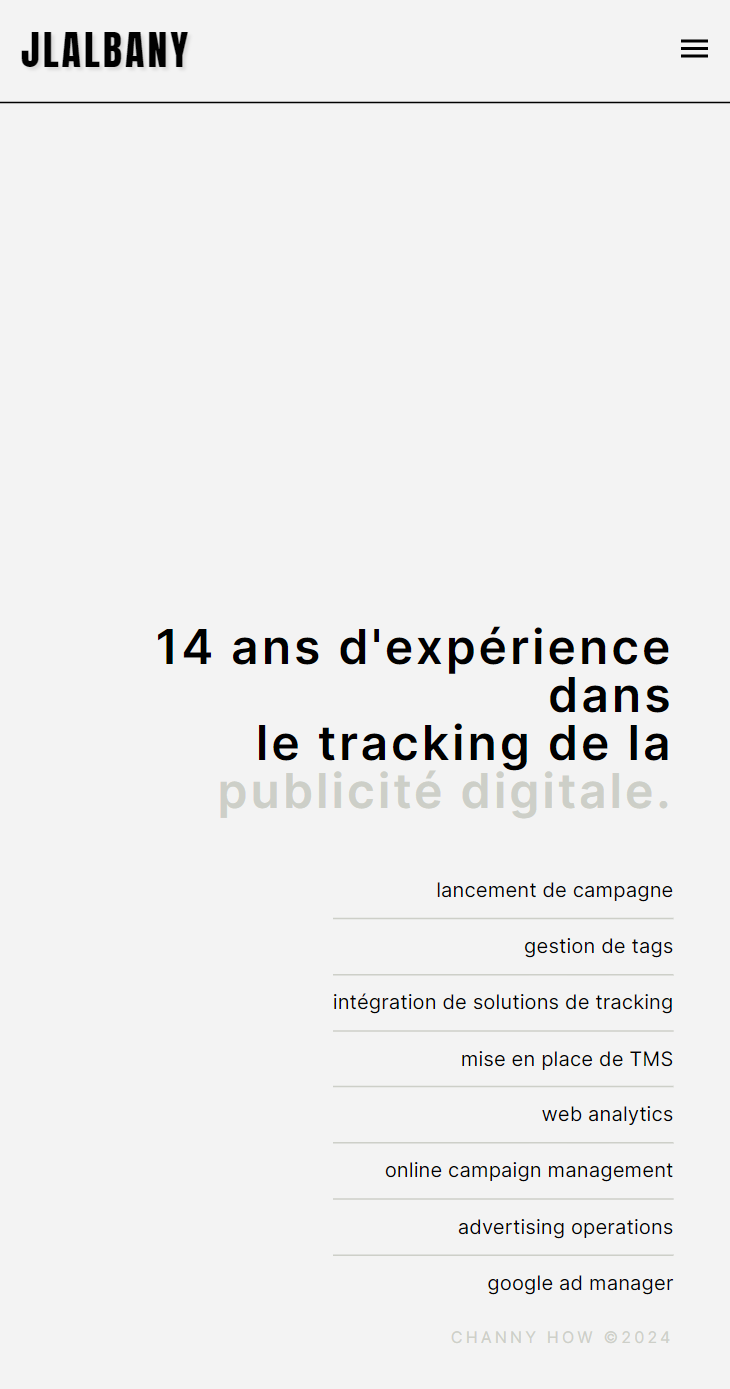 JLALBANY
14 ans d'expérience
dans
le tracking de la
publicité digitale.
lancement de campagne
gestion de tags
intégration de solutions de tracking
mise en place de TMS
web analytics
online campaign management
advertising operations
google ad manager
CHANNY HOW ©2024